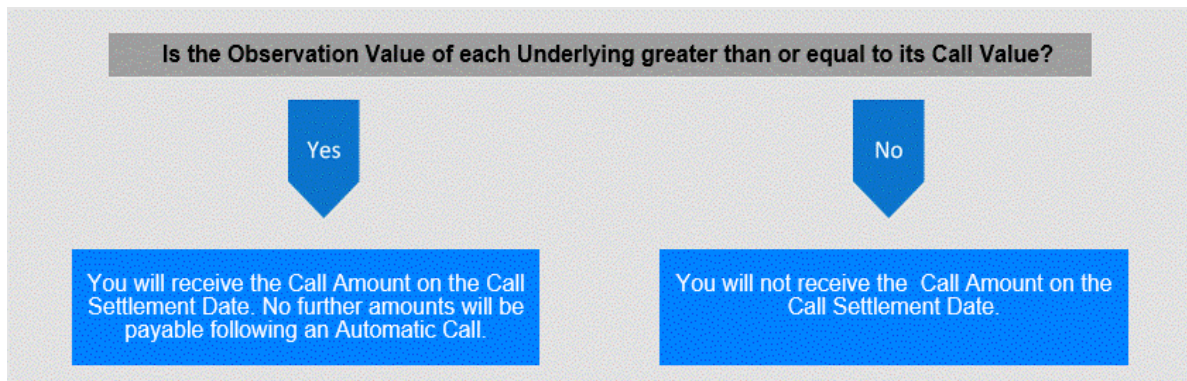 Is the Observation Value of each Underlying greater than or equal to its Call Value?
Yes
No
You will receive the Call Amount on the Call
Settlement Date. No further amounts will be
payable following an Automatic Call.
You will not receive the  Call Amount on the
Call Settlement Date.